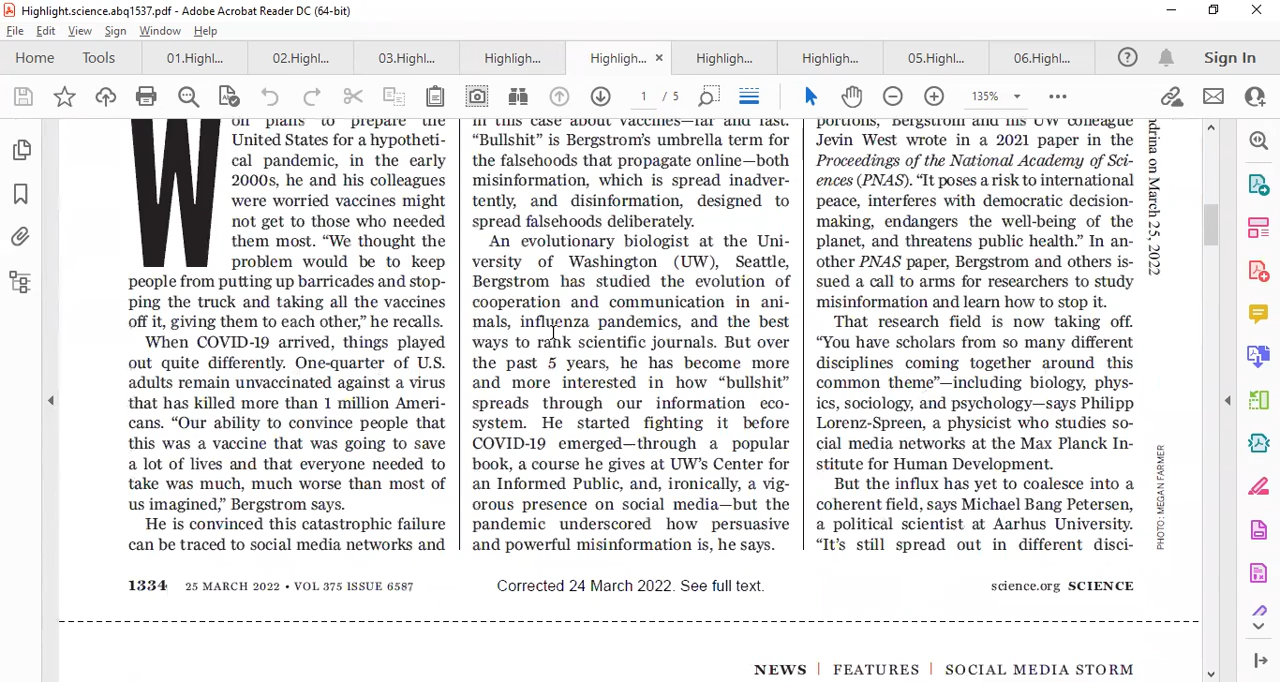 Highlight.science.abq1537.pdf - Adobe Acrobat Reader DC (64-bit)
File Edit View Sign Window Help
Home Tools 01.Highl... 02.Highl... 03.Highl... Highligh... Highligh... × Highligh... Highligh... 05.Highl... 06.Highl... Sign In
1 / 5 135%
on plans to prepare the
United States for a hypotheti-
cal pandemic, in the early
2000s, he and his colleagues
were worried vaccines might
not get to those who needed
them most. “We thought the
W
problem would be to keep
people from putting up barricades and stop-
ping the truck and taking all the vaccines
off it, giving them to each other,” he recalls.
When COVID-19 arrived, things played
out quite differently. One-quarter of U.S.
adults remain unvaccinated against a virus
that has killed more than 1 million Ameri-
cans. “Our ability to convince people that
this was a vaccine that was going to save
a lot of lives and that everyone needed to
take was much, much worse than most of
us imagined,” Bergstrom says.
He is convinced this catastrophic failure
can be traced to social media networks and
in this case about vaccines—far and fast.
“Bullshit” is Bergstrom’s umbrella term for
the falsehoods that propagate online—both
misinformation, which is spread inadver-
tently, and disinformation, designed to
spread falsehoods deliberately.
An evolutionary biologist at the Uni-
versity of Washington (UW), Seattle,
Bergstrom has studied the evolution of
cooperation and communication in ani-
mals, influenza pandemics, and the best
ways to rank scientific journals. But over
the past 5 years, he has become more
and more interested in how “bullshit”
spreads through our information eco-
system. He started fighting it before
COVID-19 emerged—through a popular
book, a course he gives at UW’s Center for
an Informed Public, and, ironically, a vig-
orous presence on social media—but the
pandemic underscored how persuasive
and powerful misinformation is, he says.
portions, Bergstrom and his UW colleague
Jevin West wrote in a 2021 paper in the
Proceedings of the National Academy of Sci-
ences (PNAS). “It poses a risk to international
peace, interferes with democratic decision-
making, endangers the well-being of the
planet, and threatens public health.” In an-
other PNAS paper, Bergstrom and others is-
sued a call to arms for researchers to study
misinformation and learn how to stop it.
That research field is now taking off.
“You have scholars from so many different
disciplines coming together around this
common theme”—including biology, phys-
ics, sociology, and psychology—says Philipp
Lorenz-Spreen, a physicist who studies so-
cial media networks at the Max Planck In-
stitute for Human Development.
But the influx has yet to coalesce into a
coherent field, says Michael Bang Petersen,
a political scientist at Aarhus University.
“It’s still spread out in different disci-
drina on March 25, 2022
PHOTO: MEGAN FARMER
1334 25 MARCH 2022 • VOL 375 ISSUE 6587
Corrected 24 March 2022. See full text.
science.org SCIENCE
NEWS | FEATURES | SOCIAL MEDIA STORM